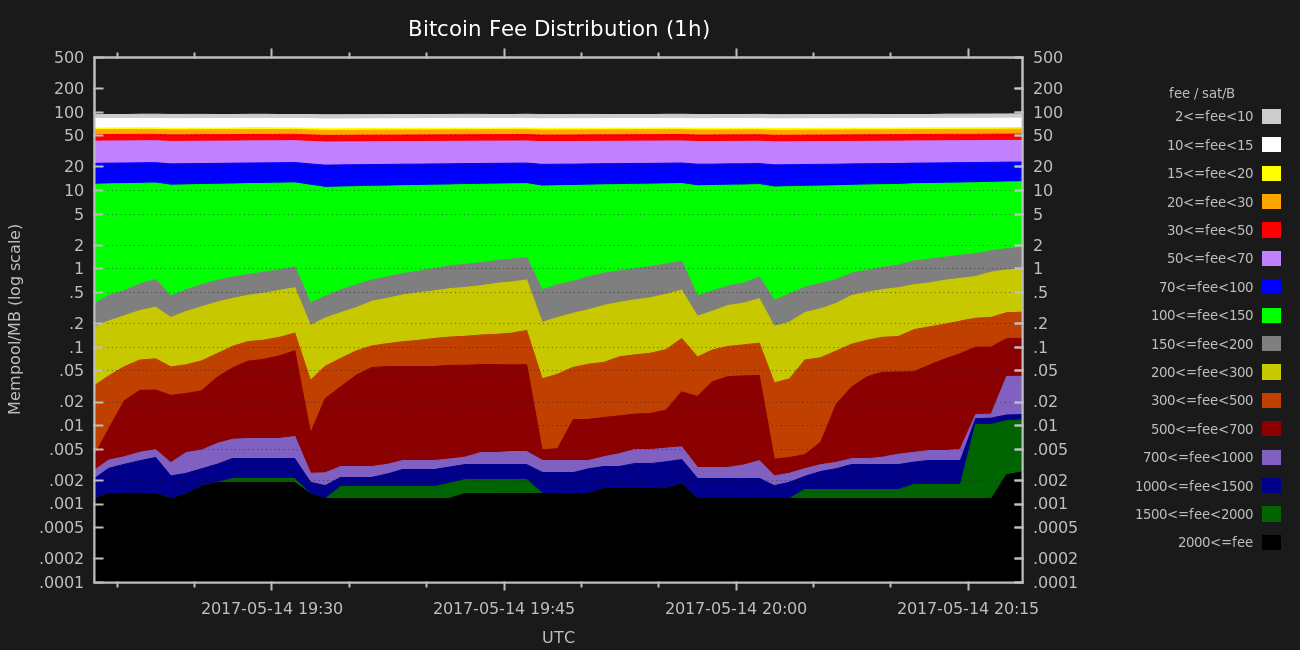 Bitcoin Fee Distribution (1h)
500 500
200 200
100 100
50 50
20 20
10 10
5 5
2 2
1 1
.5 .5
.2 .2
.1 .1
.05 .05
.02 .02
.01 .01
.005 .005
.002 .002
.001 .001
.0005 .0005
.0002 .0002
.0001 .0001
Mempool/MB (log scale)
2017-05-14 19:30 2017-05-14 19:45 2017-05-14 20:00 2017-05-14 20:15
UTC
fee / sat/B
2<=fee<10
10<=fee<15
15<=fee<20
20<=fee<30
30<=fee<50
50<=fee<70
70<=fee<100
100<=fee<150
150<=fee<200
200<=fee<300
300<=fee<500
500<=fee<700
700<=fee<1000
1000<=fee<1500
1500<=fee<2000
2000<=fee